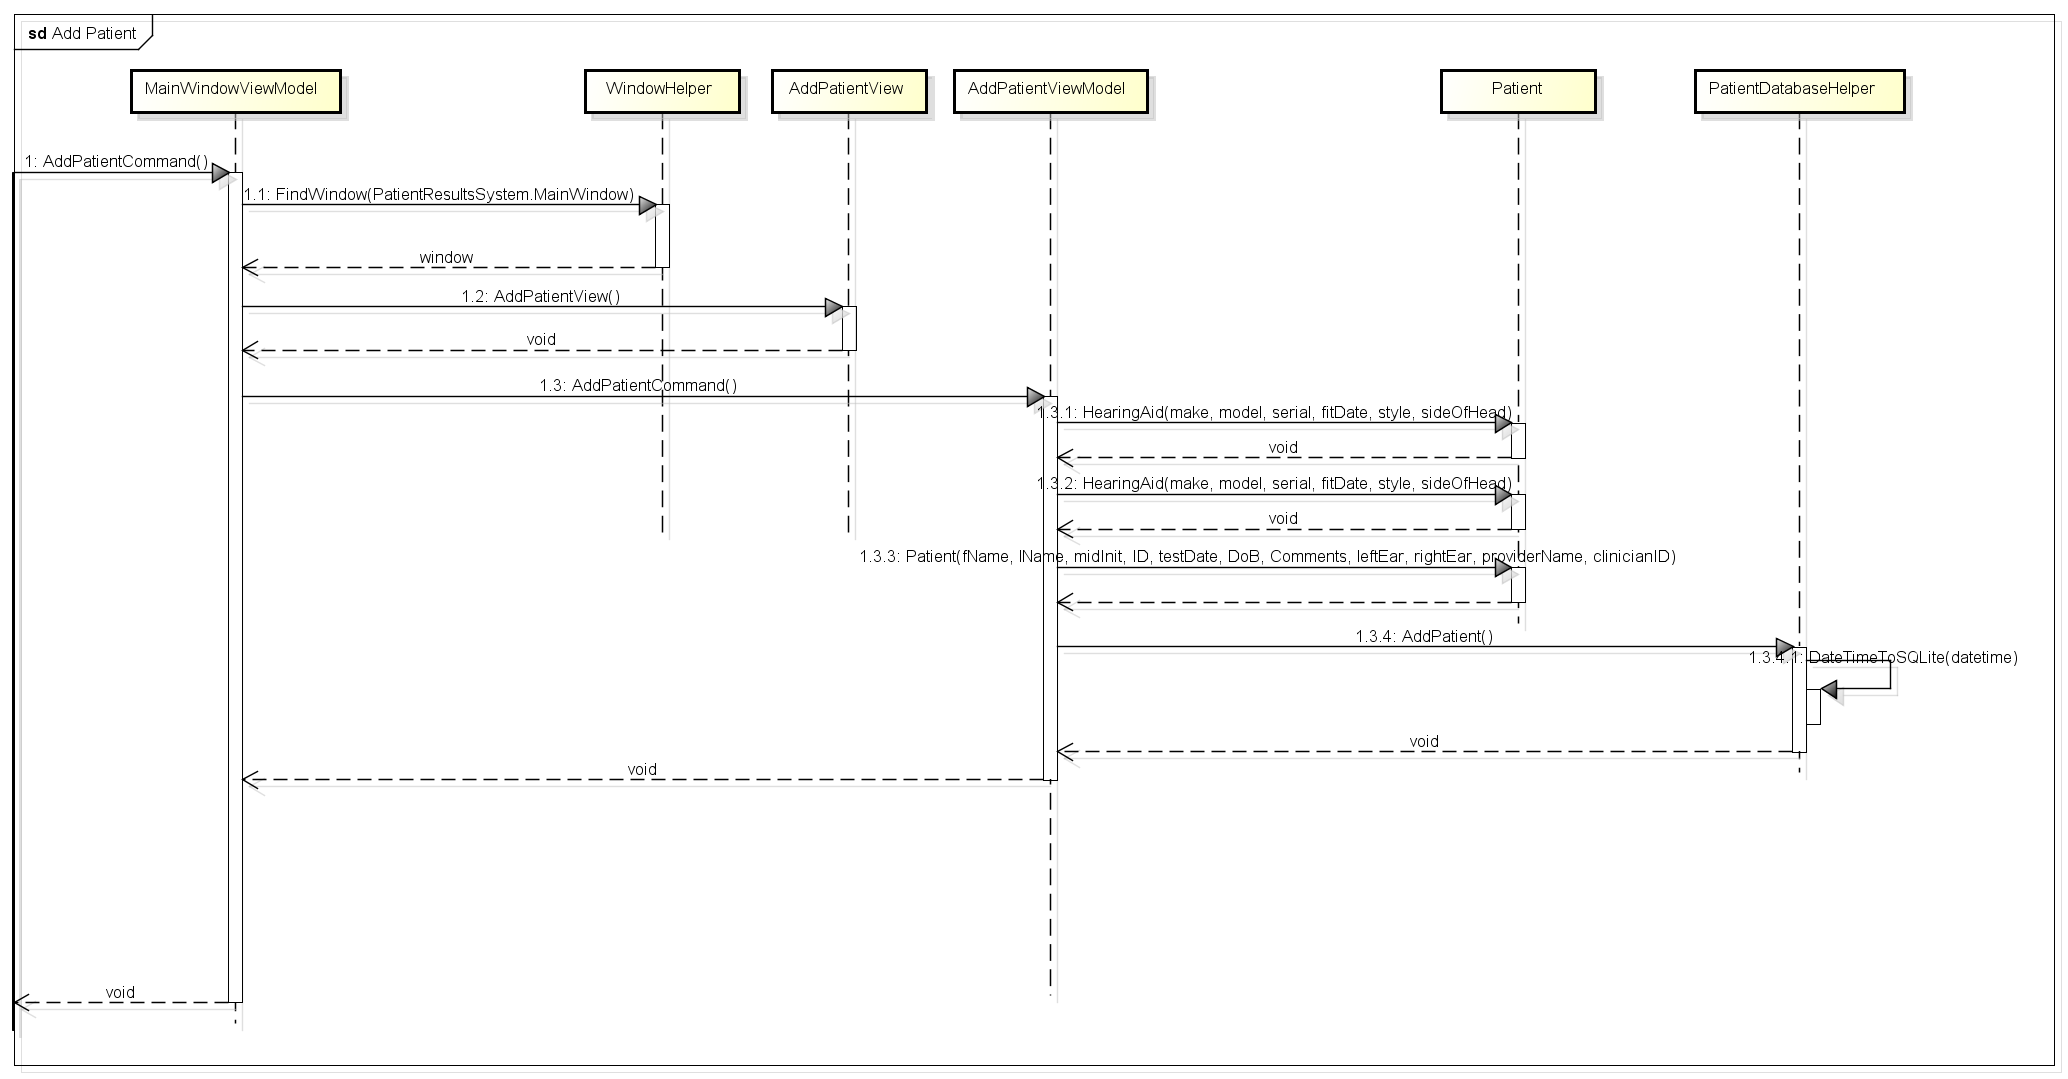 sd Add Patient
MainWindowViewModel
WindowHelper
AddPatientView
AddPatientViewModel
Patient
PatientDatabaseHelper
1: AddPatientCommand()
1.1: FindWindow(PatientResultsSystem.MainWindow)
window
1.2: AddPatientView()
void
1.3: AddPatientCommand()
1.3.1: HearingAid(make, model, serial, fitDate, style, sideOfHead)
void
1.3.2: HearingAid(make, model, serial, fitDate, style, sideOfHead)
void
1.3.3: Patient(fName, lName, midInit, ID, testDate, DoB, Comments, leftEar, rightEar, providerName, clinicianID)
1.3.4: AddPatient()
1.3.4.1: DateTimeToSQLite(datetime)
void
void
void